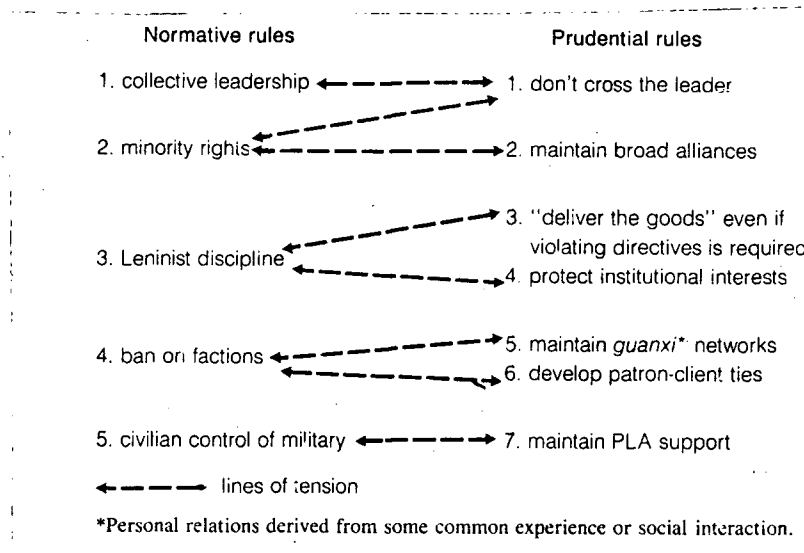 Normative rules
Prudential rules
1. collective leadership
1. don't cross the leader
2. minority rights
2. maintain broad alliances
3. Leninist discipline
3. "deliver the goods" even if
violating directives is required
4. protect institutional interests
4. ban on factions
5. maintain guanxi* networks
6. develop patron-client ties
5. civilian control of military
7. maintain PLA support
lines of tension
*Personal relations derived from some common experience or social interaction.